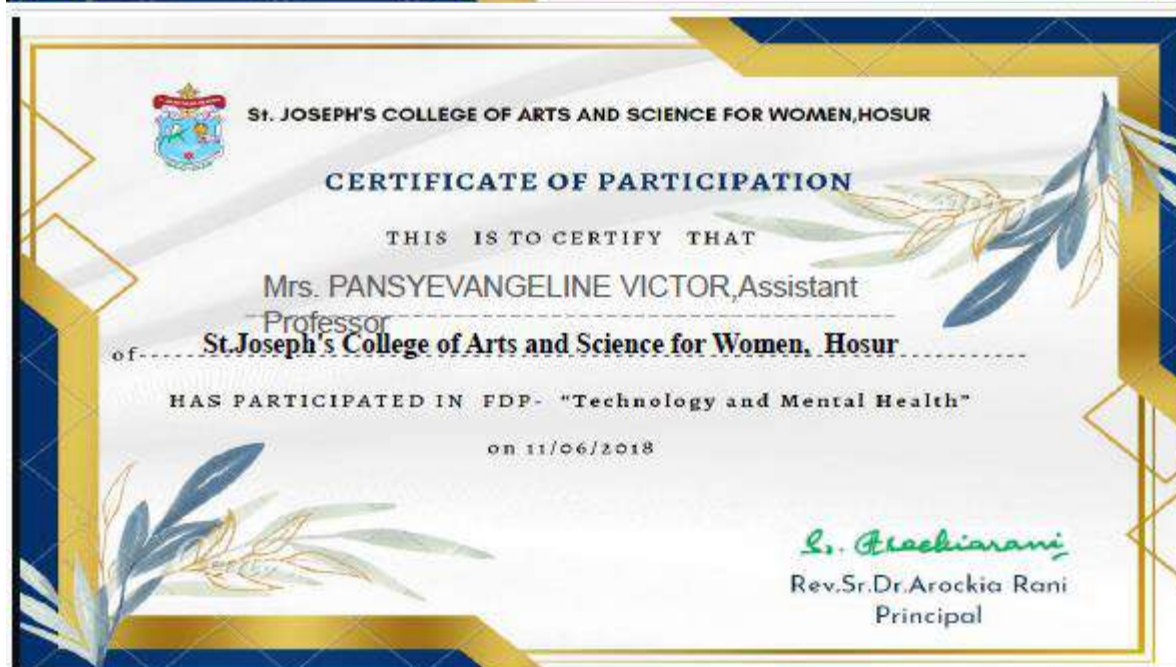 St. JOSEPH'S COLLEGE OF ARTS AND SCIENCE FOR WOMEN,HOSUR
CERTIFICATE OF PARTICIPATION
THIS IS TO CERTIFY THAT
Mrs. PANSYEVANGELINE VICTOR,Assistant
Professor
of St.Joseph's College of Arts and Science for Women, Hosur
HAS PARTICIPATED IN FDP- "Technology and Mental Health"
on 11/06/2018
Rev.Sr.Dr.Arockia Rani
Principal